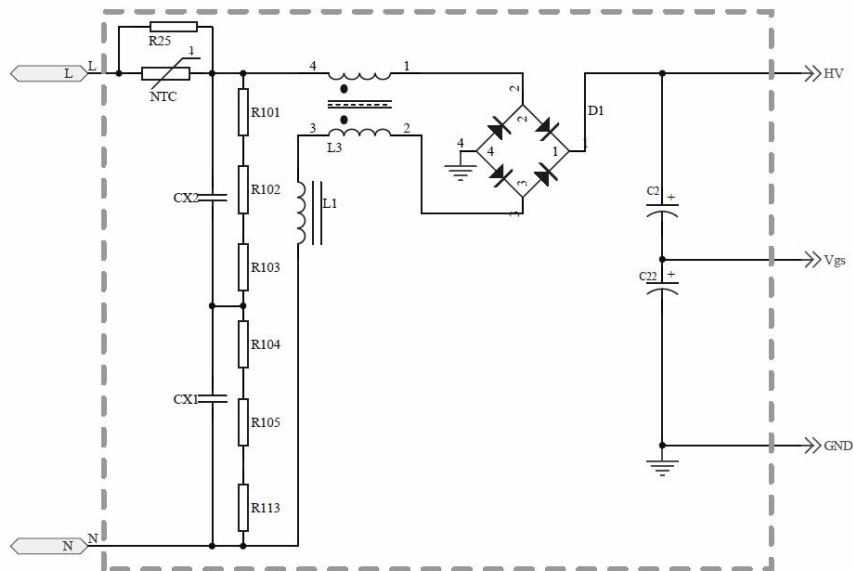 R25
L L
1
NTC
4 1
HV
R101
2
2
D1
3 2
L3
4
4
1
1
R102
CX2
L1
3
3
C2 +
R103
Vgs
C22 +
R104
CX1
R105
GND
R113
N N